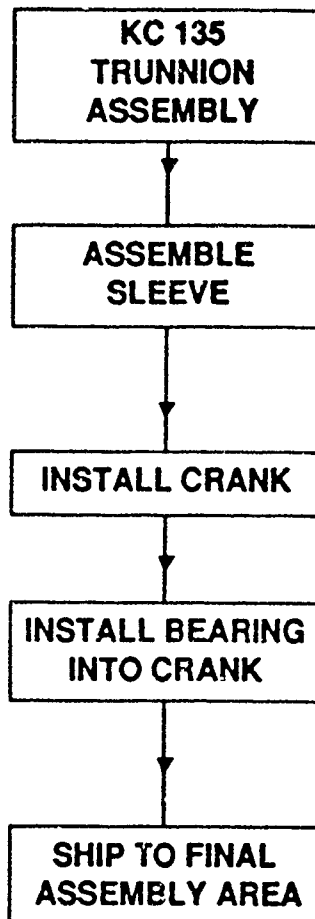 KC 135
TRUNNION
ASSEMBLY
ASSEMBLE
SLEEVE
INSTALL CRANK
INSTALL BEARING
INTO CRANK
SHIP TO FINAL
ASSEMBLY AREA